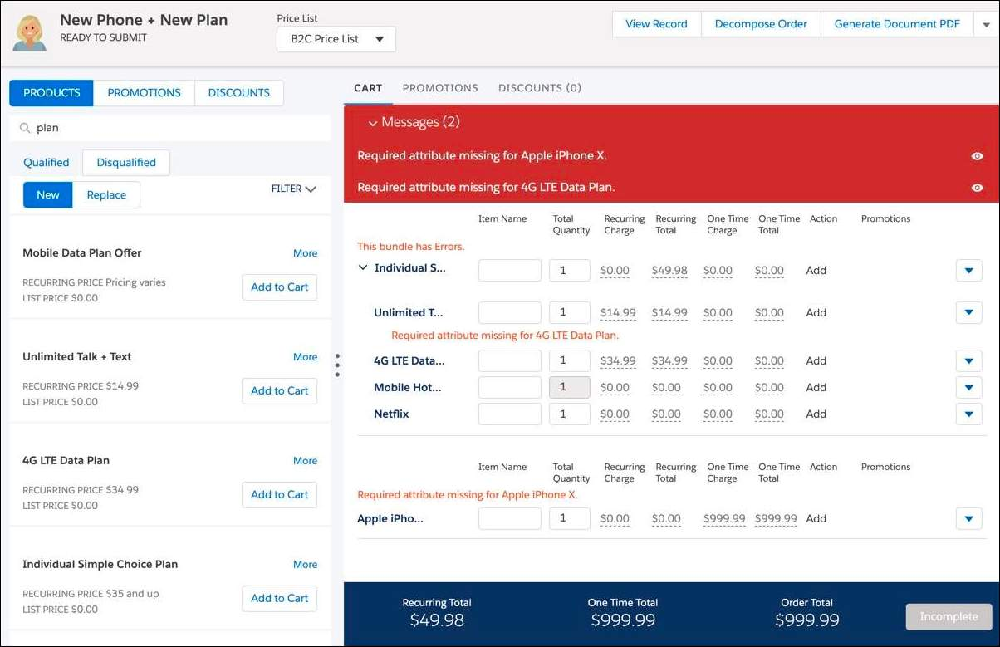 New Phone + New Plan
READY TO SUBMIT
Price List
B2C Price List
View Record
Decompose Order
Generate Document PDF
PRODUCTS
PROMOTIONS
DISCOUNTS
plan
Qualified
Disqualified
New
Replace
FILTER
Mobile Data Plan Offer
More
RECURRING PRICE Pricing varies
LIST PRICE $0.00
Add to Cart
Unlimited Talk + Text
More
RECURRING PRICE $14.99
LIST PRICE $0.00
Add to Cart
4G LTE Data Plan
More
RECURRING PRICE $34.99
LIST PRICE $0.00
Add to Cart
Individual Simple Choice Plan
More
RECURRING PRICE $35 and up
LIST PRICE $0.00
Add to Cart
CART PROMOTIONS DISCOUNTS (0)
Messages (2)
Required attribute missing for Apple iPhone X.
Required attribute missing for 4G LTE Data Plan.
Item Name Total Quantity Recurring Charge Recurring Total One Time Charge One Time Total Action Promotions
This bundle has Errors.
Individual S... 1 $0.00 $49.98 $0.00 $0.00 Add
Unlimited T... 1 $14.99 $14.99 $0.00 $0.00 Add
Required attribute missing for 4G LTE Data Plan.
4G LTE Data... 1 $34.99 $34.99 $0.00 $0.00 Add
Mobile Hot... 1 $0.00 $0.00 $0.00 $0.00 Add
Netflix 1 $0.00 $0.00 $0.00 $0.00 Add
Item Name Total Quantity Recurring Charge Recurring Total One Time Charge One Time Total Action Promotions
Required attribute missing for Apple iPhone X.
Apple iPho... 1 $0.00 $0.00 $999.99 $999.99 Add
Recurring Total One Time Total Order Total
$49.98 $999.99 $999.99
Incomplete